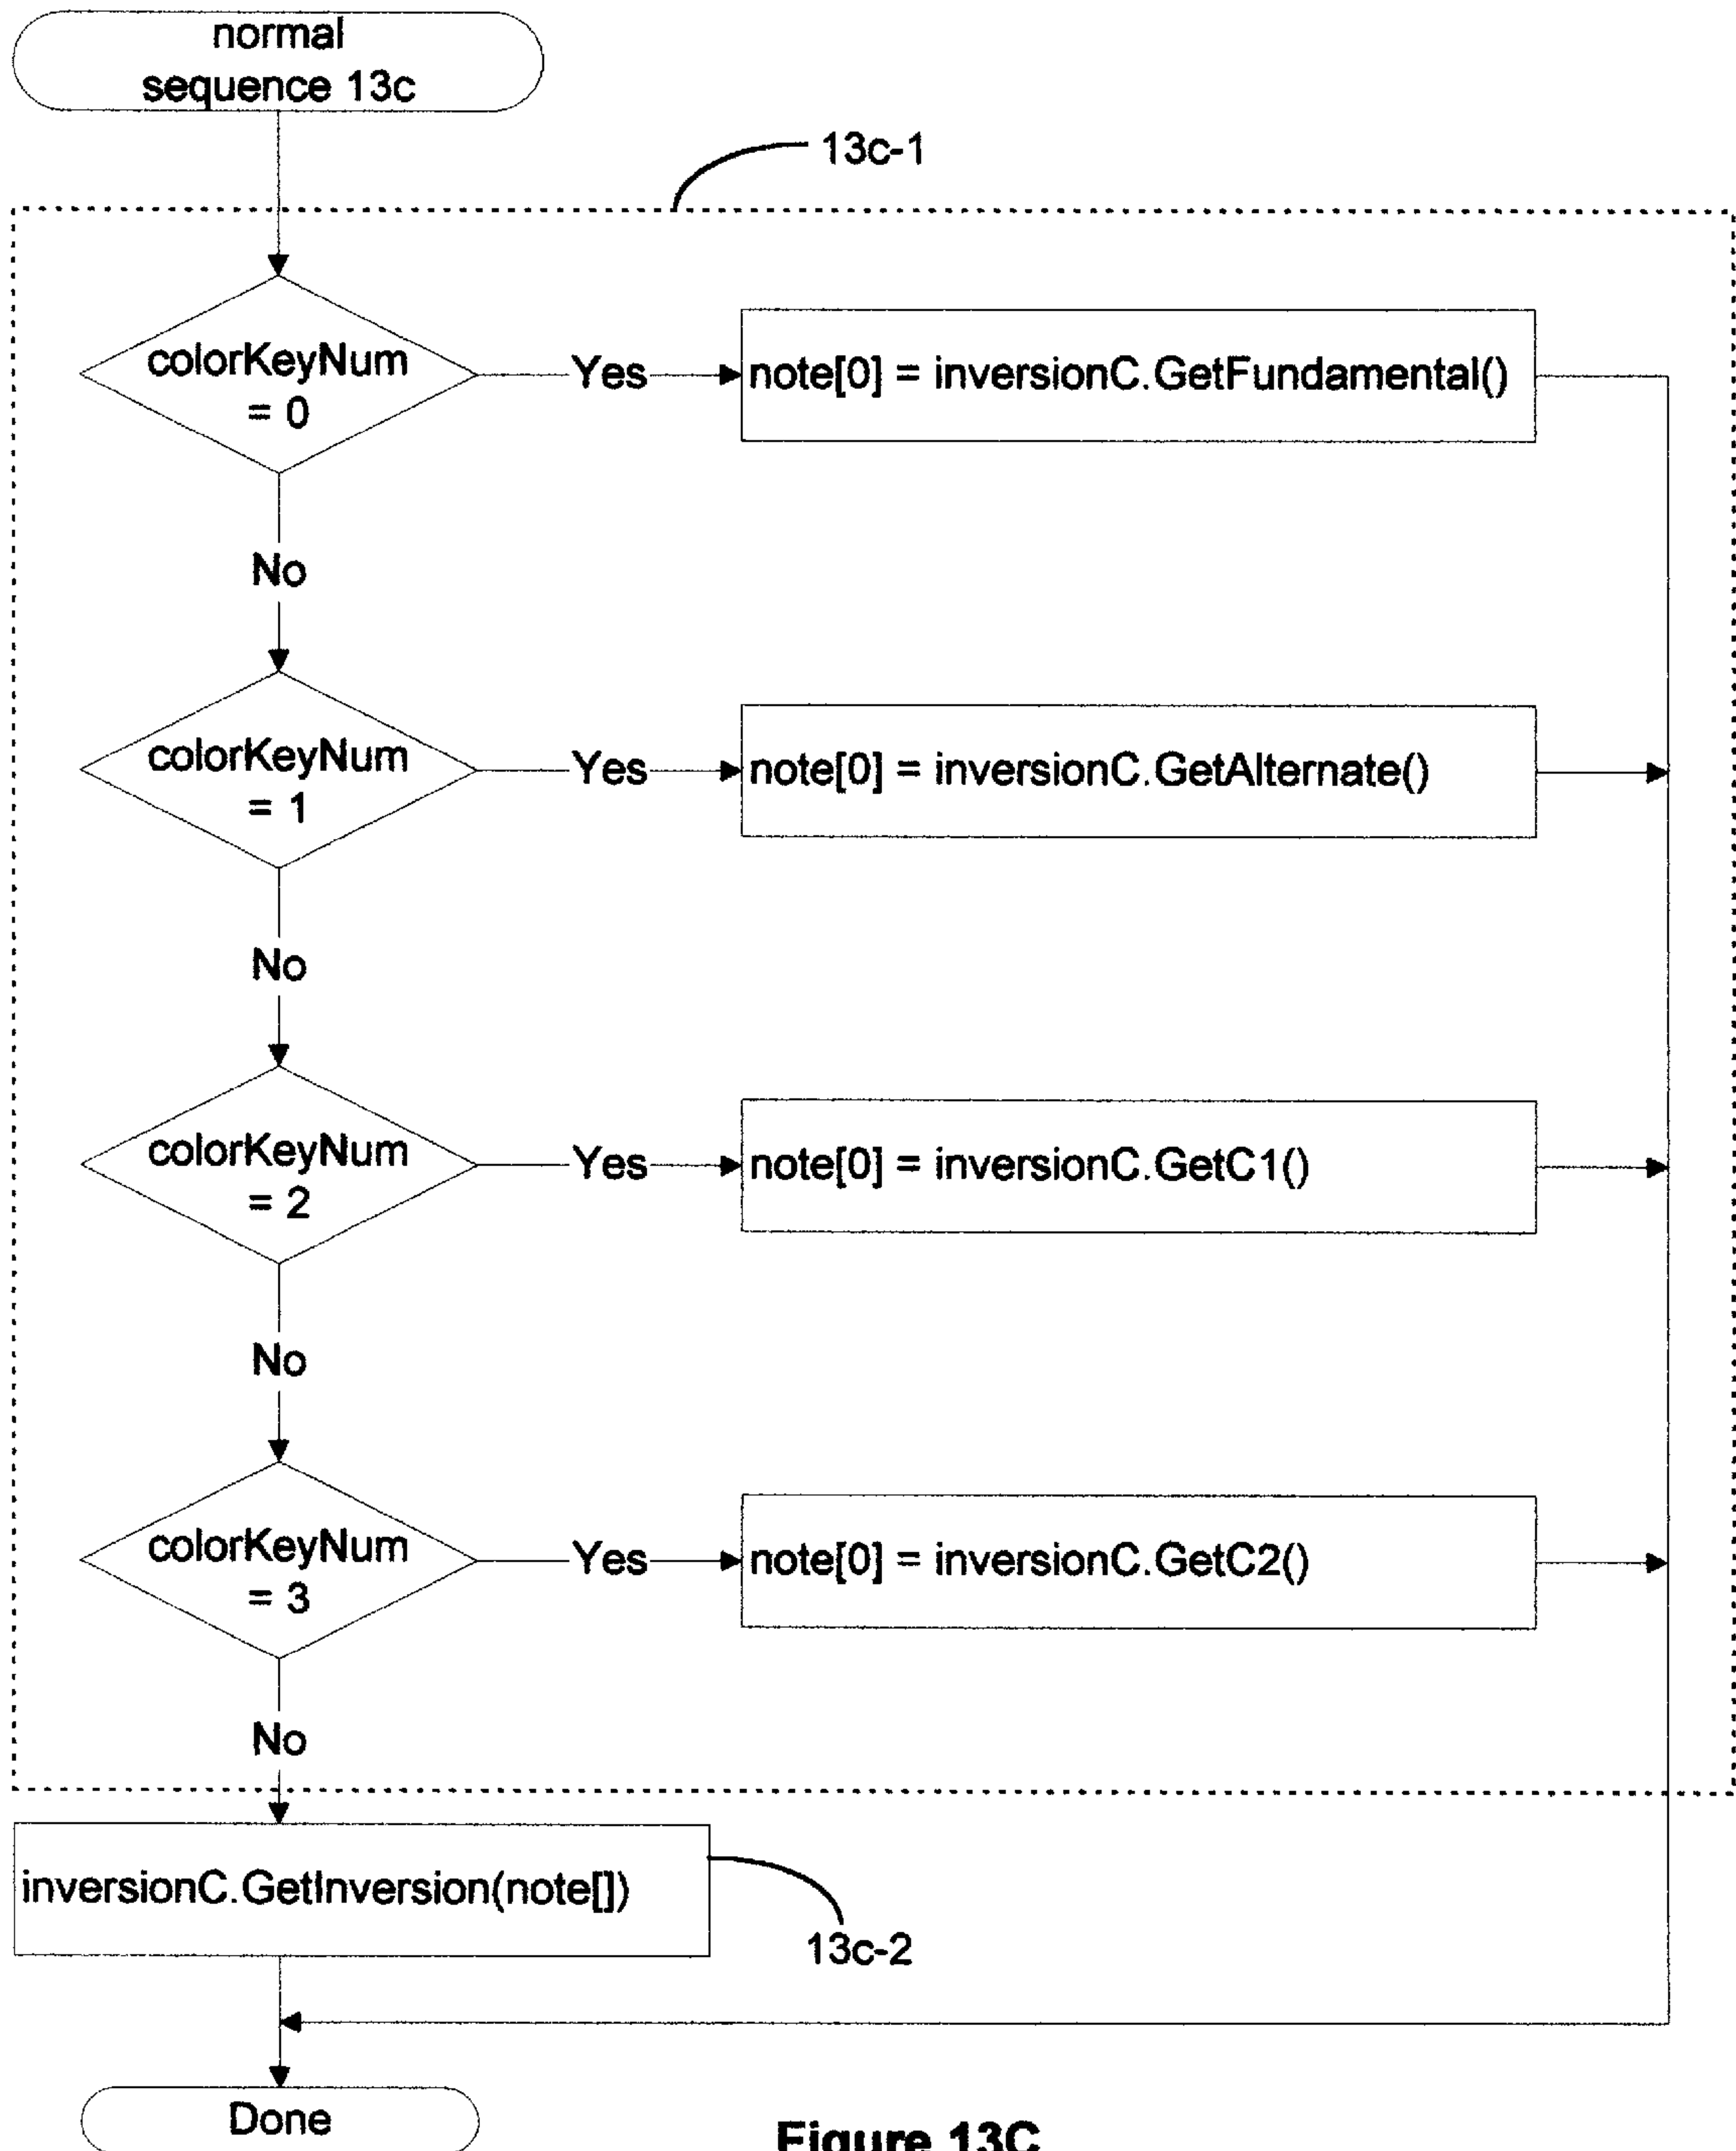 normal
sequence 13c
13c-1
colorKeyNum
= 0
Yes
note[0] = inversionC.GetFundamental()
No
colorKeyNum
= 1
Yes
note[0] = inversionC.GetAlternate()
No
colorKeyNum
= 2
Yes
note[0] = inversionC.GetC1()
No
colorKeyNum
= 3
Yes
note[0] = inversionC.GetC2()
No
inversionC.GetInversion(note[])
13c-2
Done
Figure 13C